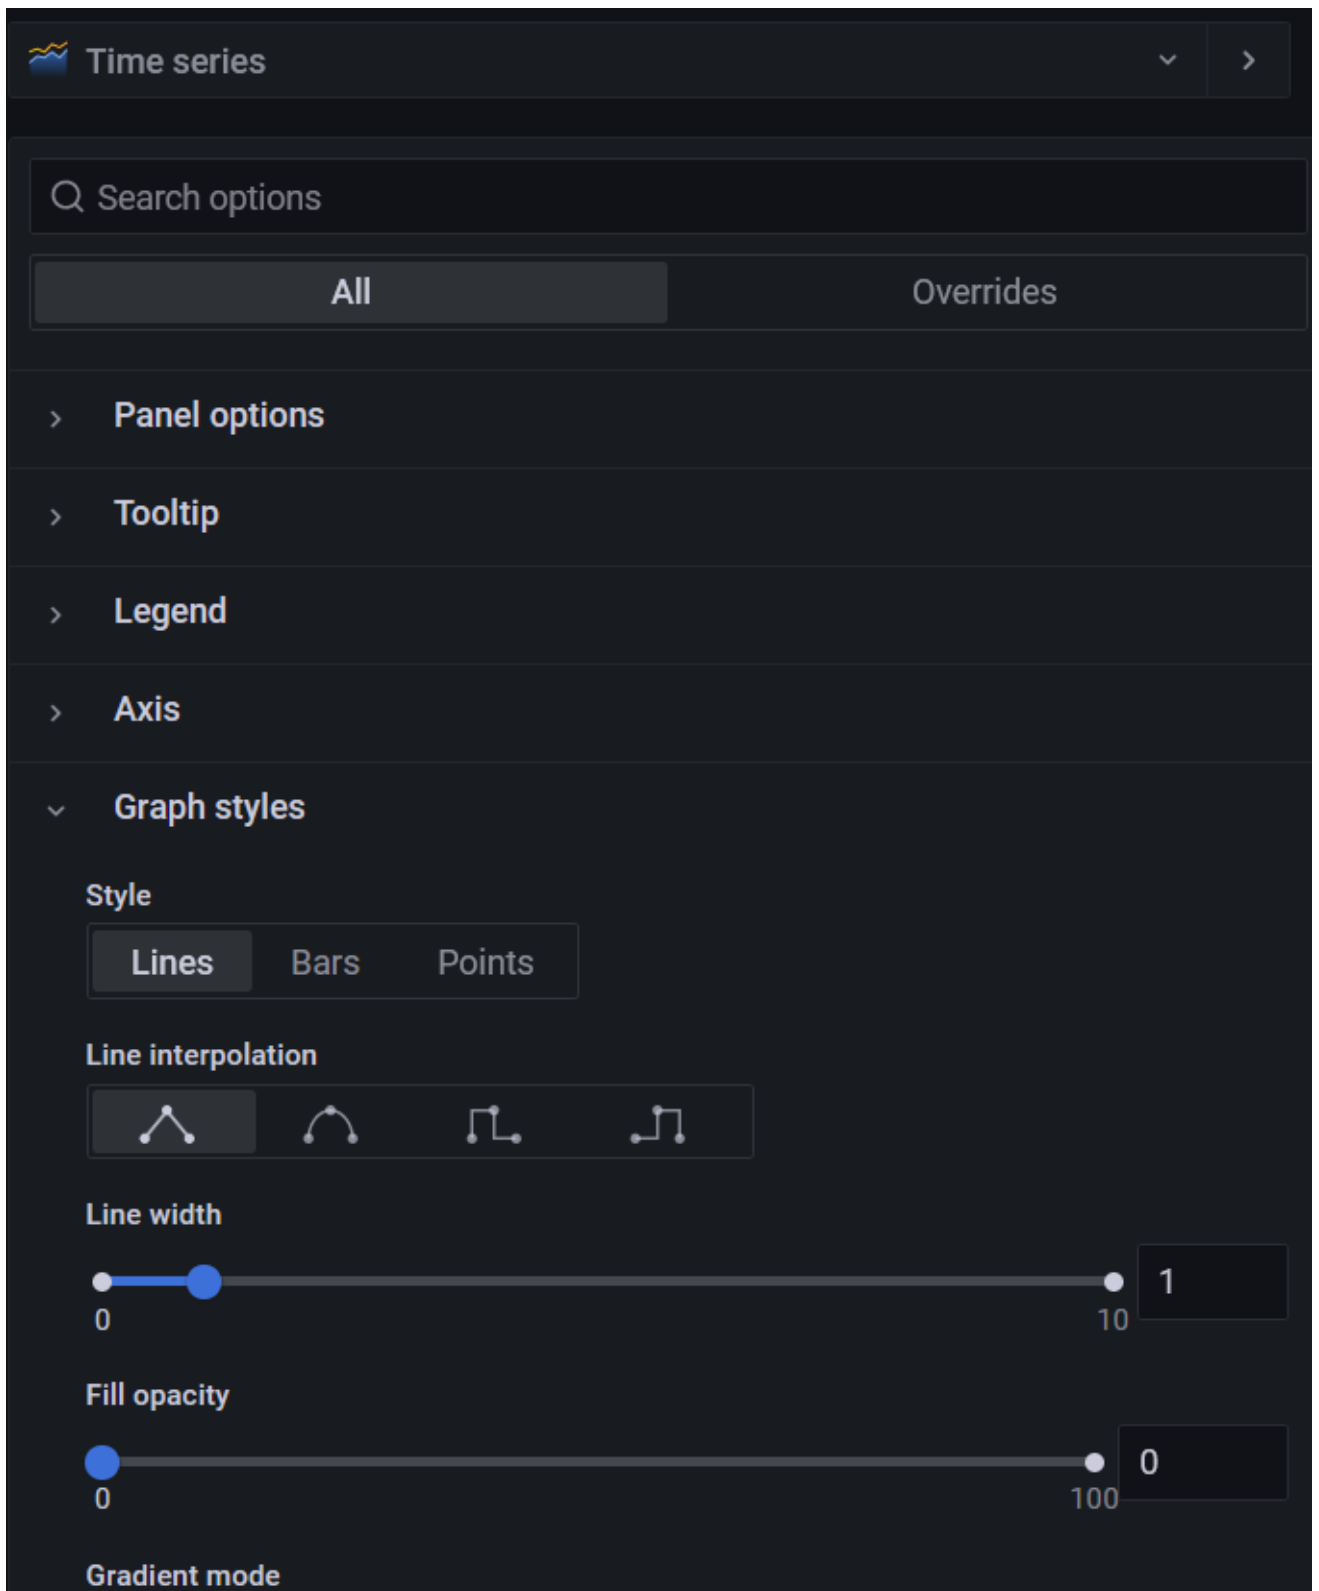 Time series
Search options
All Overrides
Panel options
Tooltip
Legend
Axis
Graph styles
Style
Lines Bars Points
Line interpolation
Line width
1
0 10
Fill opacity
0
0 100
Gradient mode